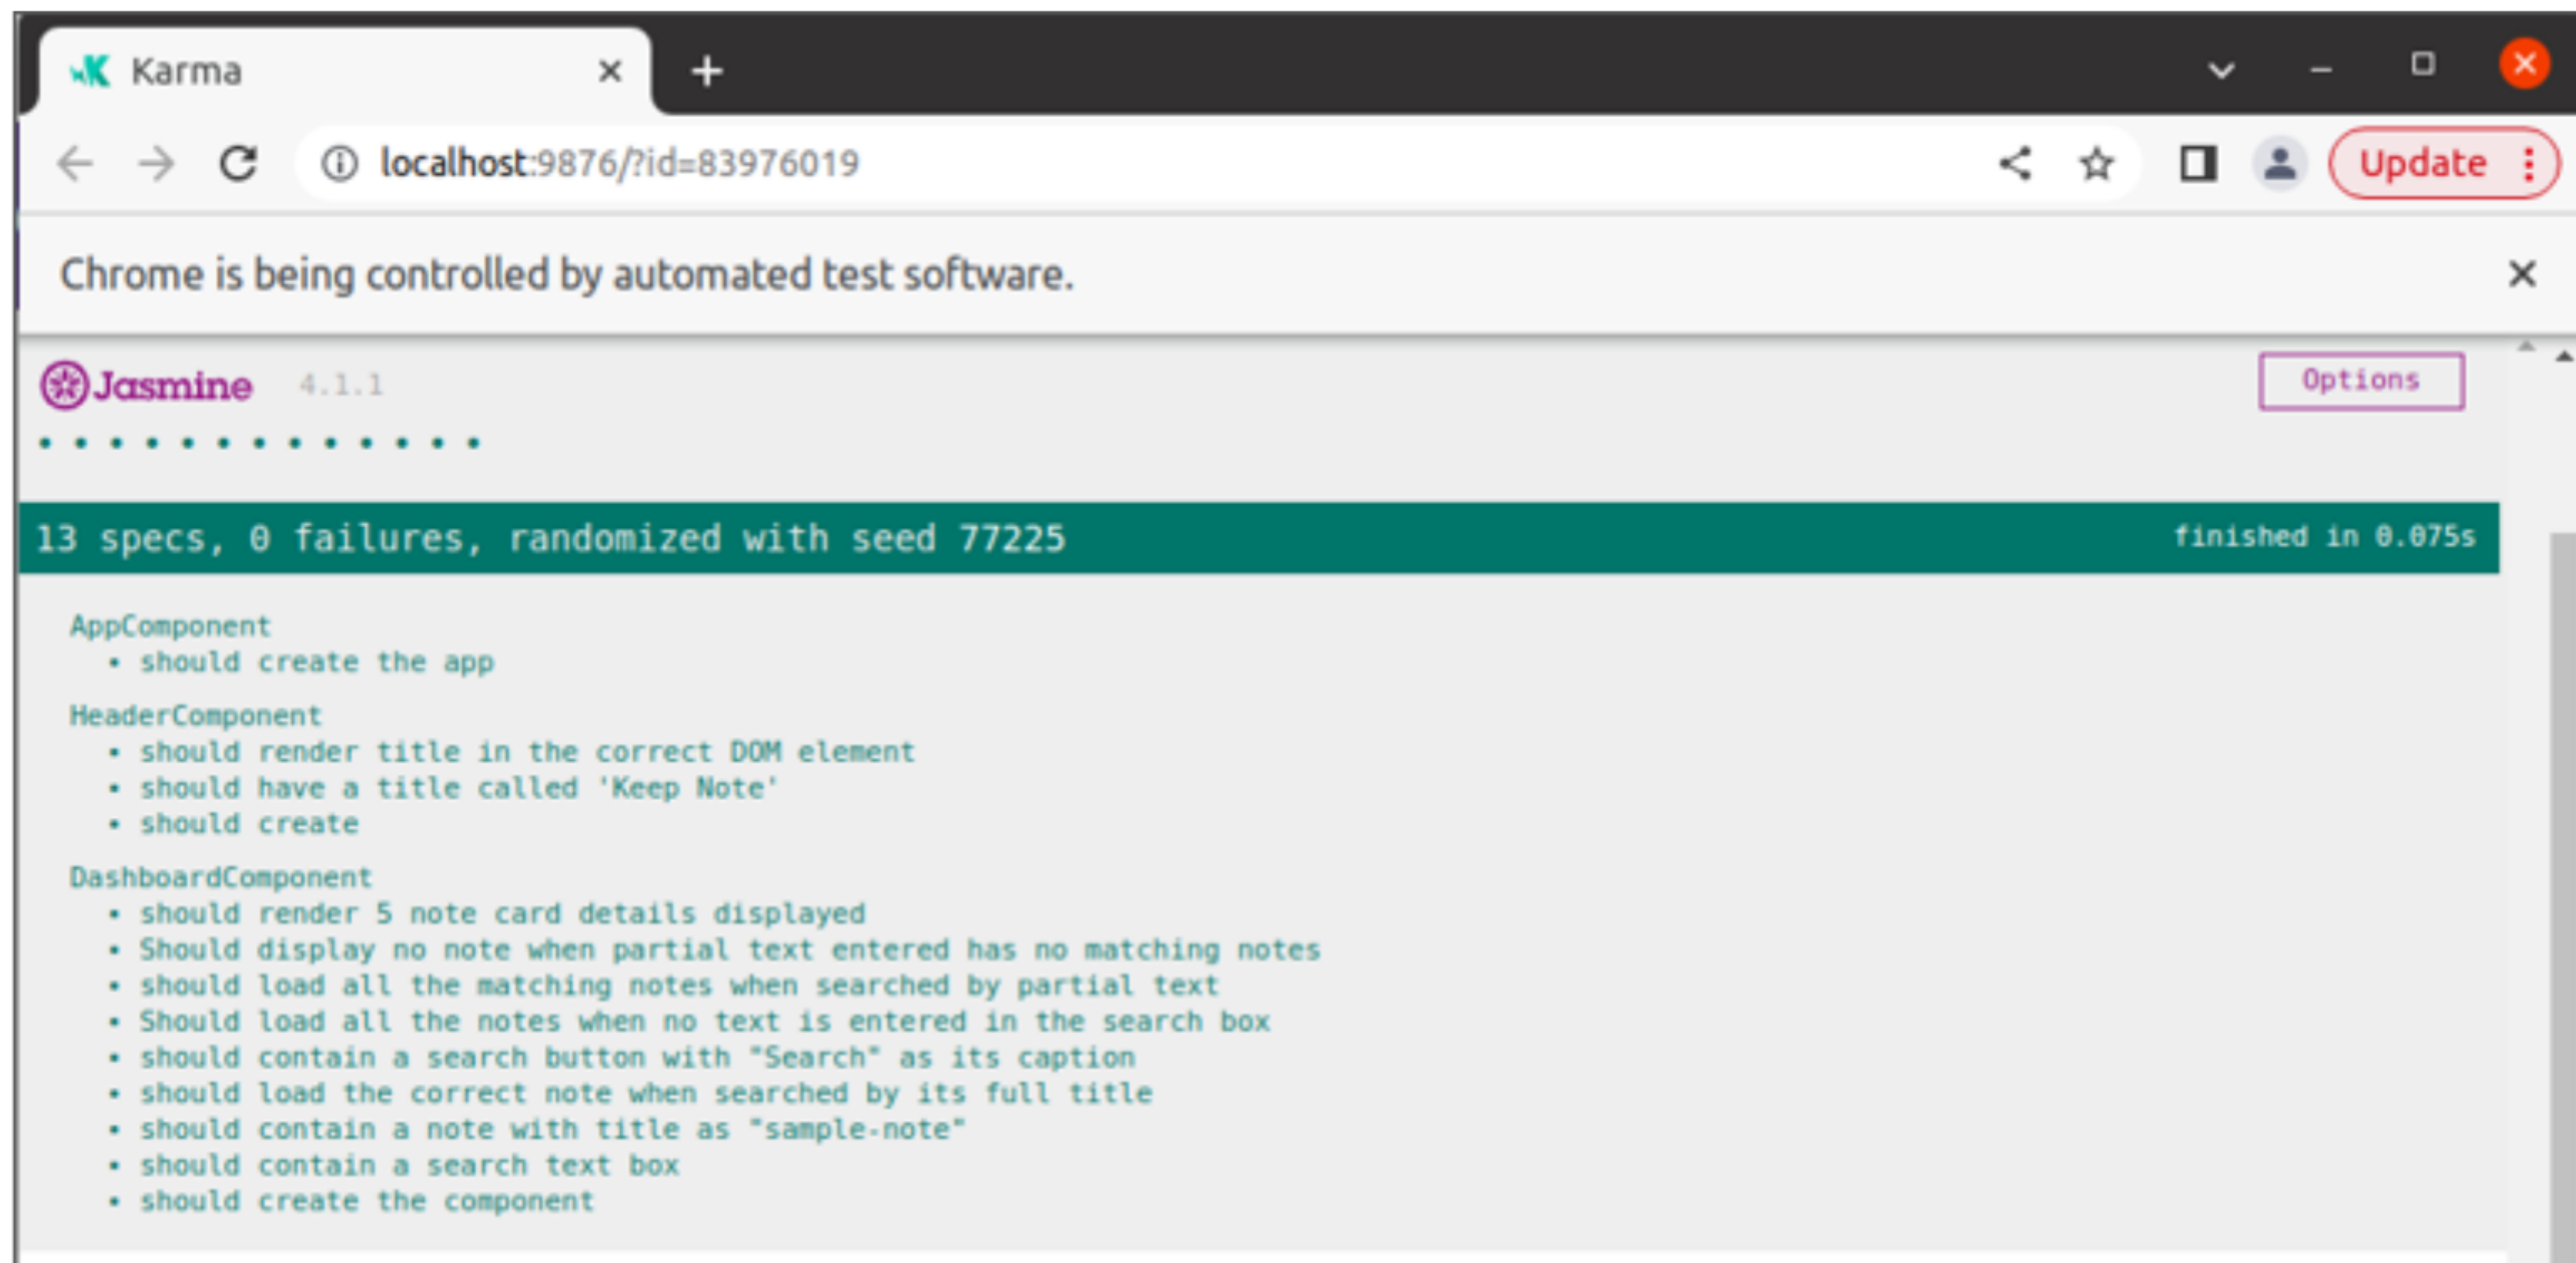 Karma
localhost:9876/?id=83976019
Update
Chrome is being controlled by automated test software.
Jasmine 4.1.1
Options
13 specs, 0 failures, randomized with seed 77225
finished in 0.075s
AppComponent
• should create the app
HeaderComponent
• should render title in the correct DOM element
• should have a title called 'Keep Note'
• should create
DashboardComponent
• should render 5 note card details displayed
• Should display no note when partial text entered has no matching notes
• should load all the matching notes when searched by partial text
• Should load all the notes when no text is entered in the search box
• should contain a search button with "Search" as its caption
• should load the correct note when searched by its full title
• should contain a note with title as "sample-note"
• should contain a search text box
• should create the component